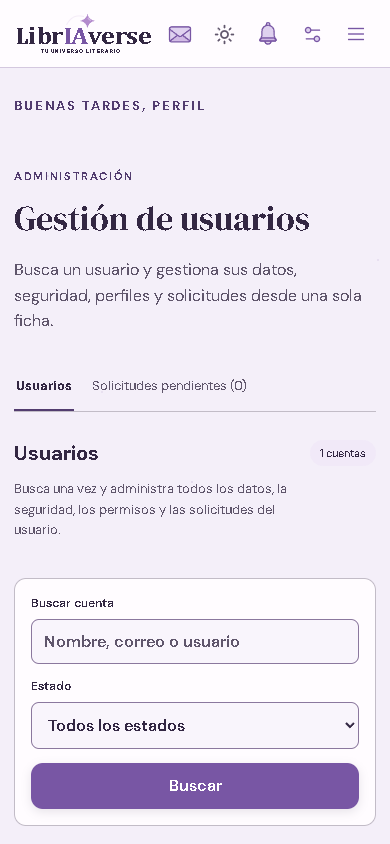 LibrIAverse
TU UNIVERSO LITERARIO
BUENAS TARDES, PERFIL
ADMINISTRACIÓN
Gestión de usuarios
Busca un usuario y gestiona sus datos,
seguridad, perfiles y solicitudes desde una sola
ficha.
Usuarios Solicitudes pendientes (0)
Usuarios 1 cuentas
Busca una vez y administra todos los datos, la
seguridad, los permisos y las solicitudes del
usuario.
Buscar cuenta
Nombre, correo o usuario
Estado
Todos los estados
Buscar